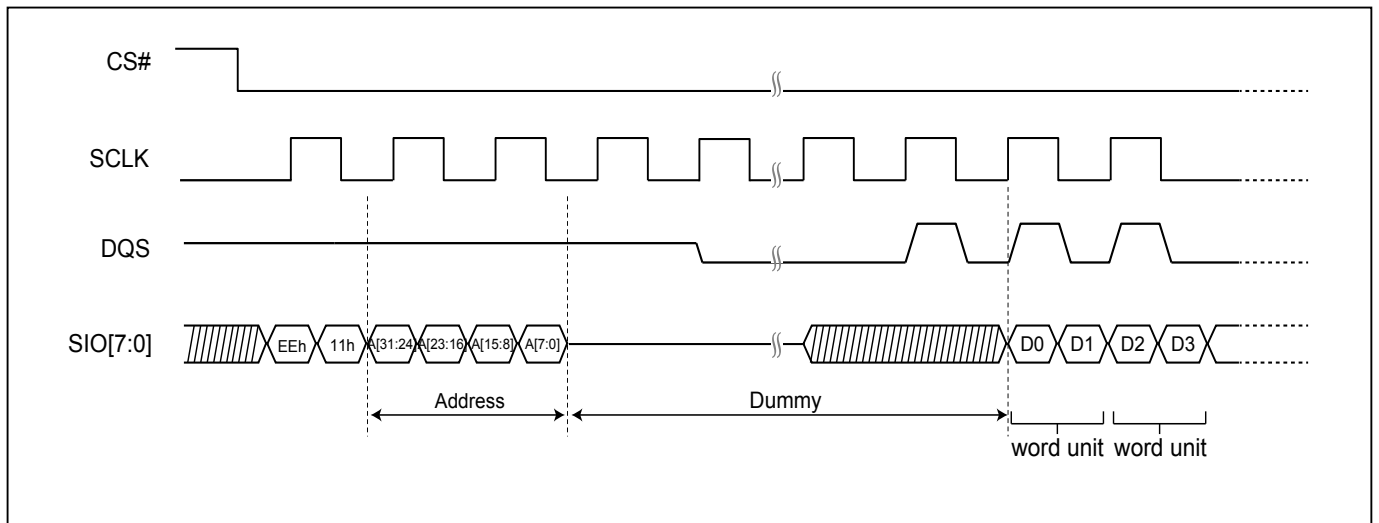 CS#
SCLK
DQS
SIO[7:0]
EEh 11h A[31:24] A[23:16] A[15:8] A[7:0] D0 D1 D2 D3
Address Dummy
word unit word unit